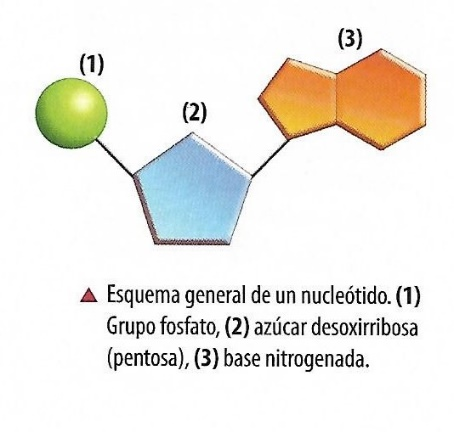 (1)
(2)
(3)
Esquema general de un nucleótido. (1)
Grupo fosfato, (2) azúcar desoxirribosa
(pentosa), (3) base nitrogenada.